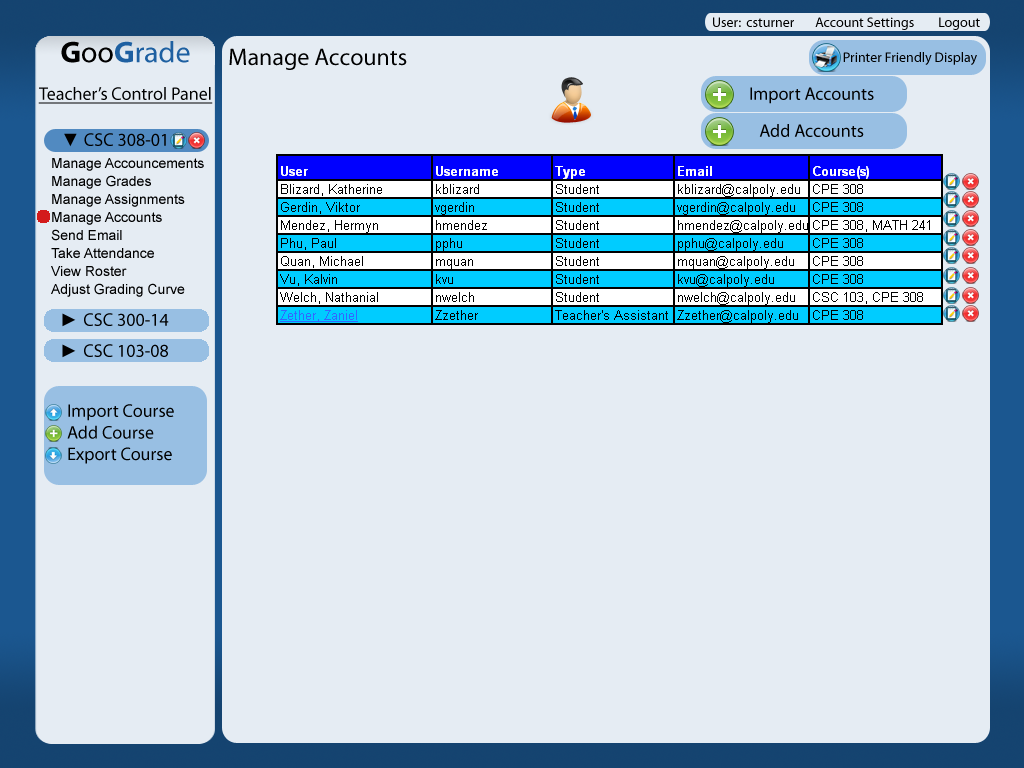 User: csturner Account Settings Logout
GooGrade
Teacher's Control Panel
▼ CSC 308-01
Manage Accouncements
Manage Grades
Manage Assignments
Manage Accounts
Send Email
Take Attendance
View Roster
Adjust Grading Curve
► CSC 300-14
► CSC 103-08
Import Course
Add Course
Export Course
Manage Accounts
Printer Friendly Display
Import Accounts
Add Accounts
User Username Type Email Course(s)
Blizard, Katherine kblizard Student kblizard@calpoly.edu CPE 308
Gerdin, Viktor vgerdin Student vgerdin@calpoly.edu CPE 308
Mendez, Hermyn hmendez Student hmendez@calpoly.edu CPE 308, MATH 241
Phu, Paul pphu Student pphu@calpoly.edu CPE 308
Quan, Michael mquan Student mquan@calpoly.edu CPE 308
Vu, Kalvin kvu Student kvu@calpoly.edu CPE 308
Welch, Nathanial nwelch Student nwelch@calpoly.edu CSC 103, CPE 308
Zether, Zaniel Zzether Teacher's Assistant Zzether@calpoly.edu CPE 308